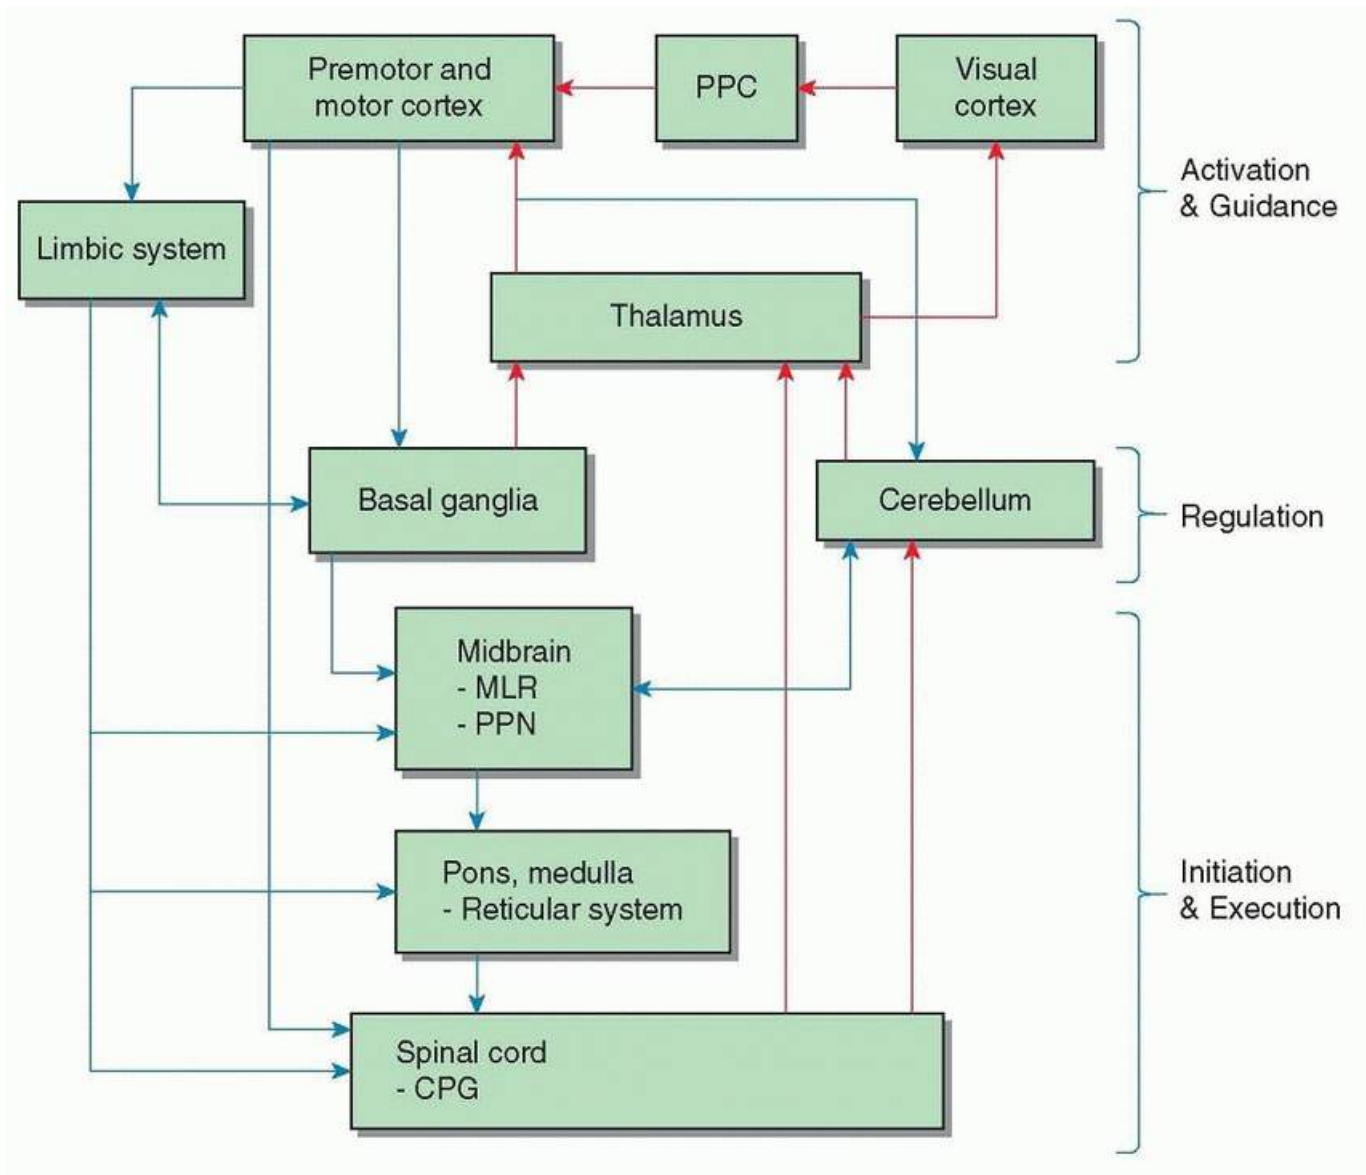 Premotor and
motor cortex
PPC
Visual
cortex
Activation
& Guidance
Limbic system
Thalamus
Basal ganglia
Cerebellum
Regulation
Midbrain
- MLR
- PPN
Pons, medulla
- Reticular system
Initiation
& Execution
Spinal cord
- CPG